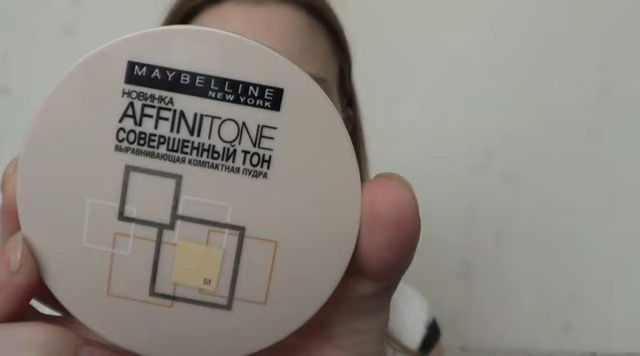 MAYBELLINE
NEW YORK
НОВИНКА
AFFINITONE
СОВЕРШЕННЫЙ ТОН
ВЫРАВНИВАЮЩАЯ КОМПАКТНАЯ ПУДРА
03